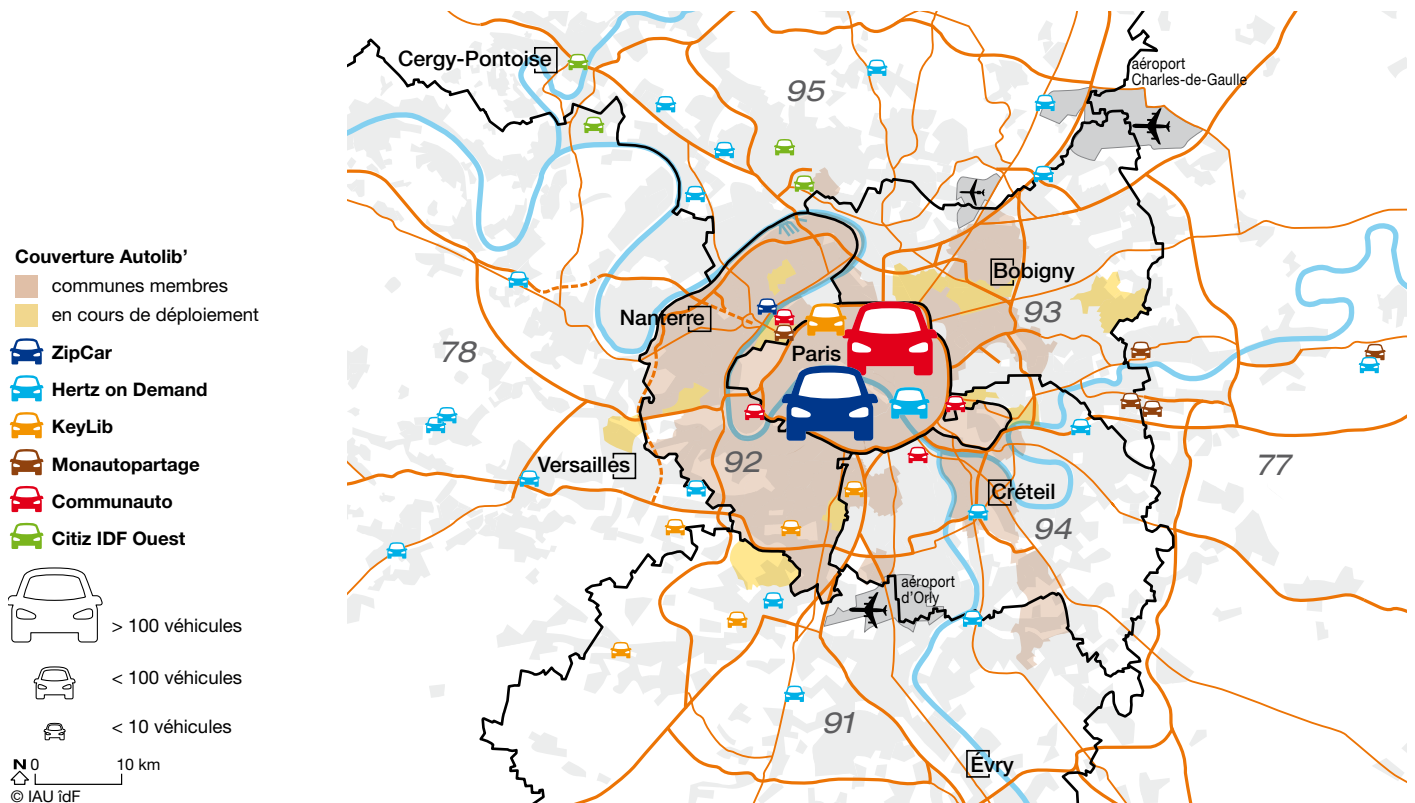 Couverture Autolib'
communes membres
en cours de déploiement
ZipCar
Hertz on Demand
KeyLib
Monautopartage
Communauto
Citiz IDF Ouest
> 100 véhicules
< 100 véhicules
< 10 véhicules
N 0 10 km
© IAU îdF
Cergy-Pontoise
95
aéroport
Charles-de-Gaulle
Bobigny
Nanterre
93
78
Paris
92
Versailles
77
Créteil
94
aéroport
d'Orly
91
Évry